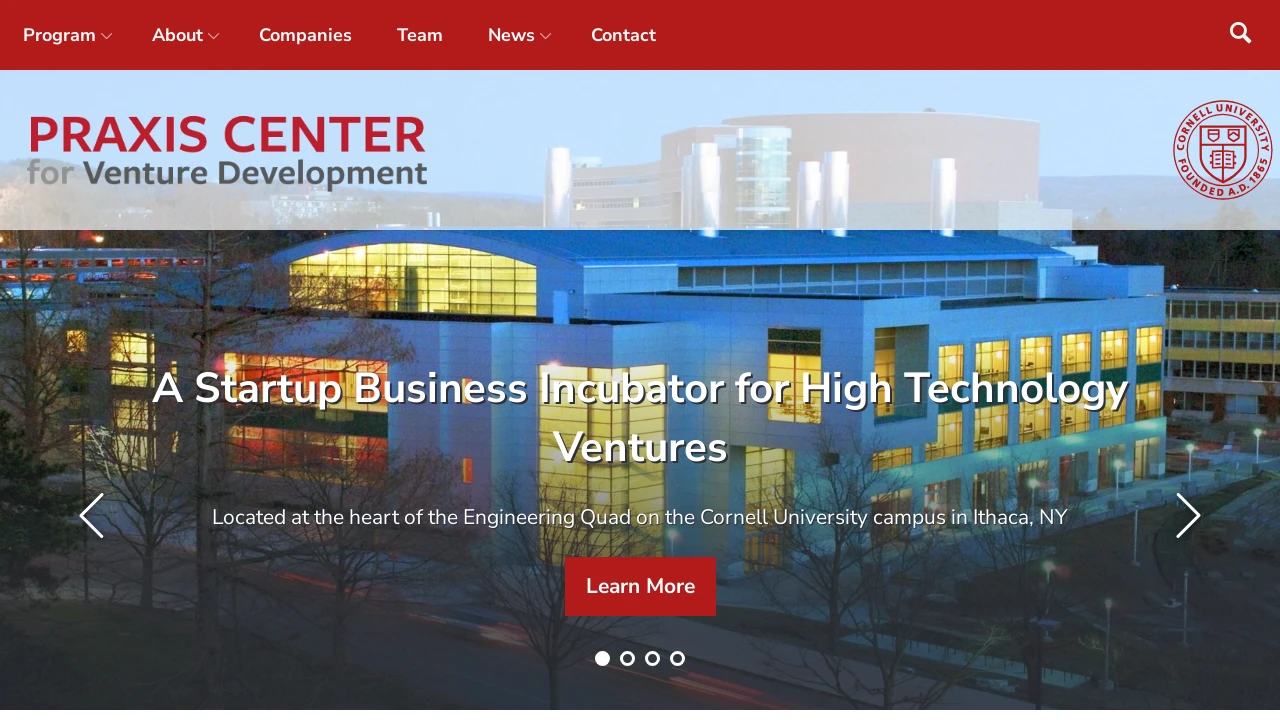 Program
About
Companies
Team
News
Contact
PRAXIS CENTER
for Venture Development
CORNELL UNIVERSITY
FOUNDED A.D. 1865
A Startup Business Incubator for High Technology
Ventures
Located at the heart of the Engineering Quad on the Cornell University campus in Ithaca, NY
Learn More